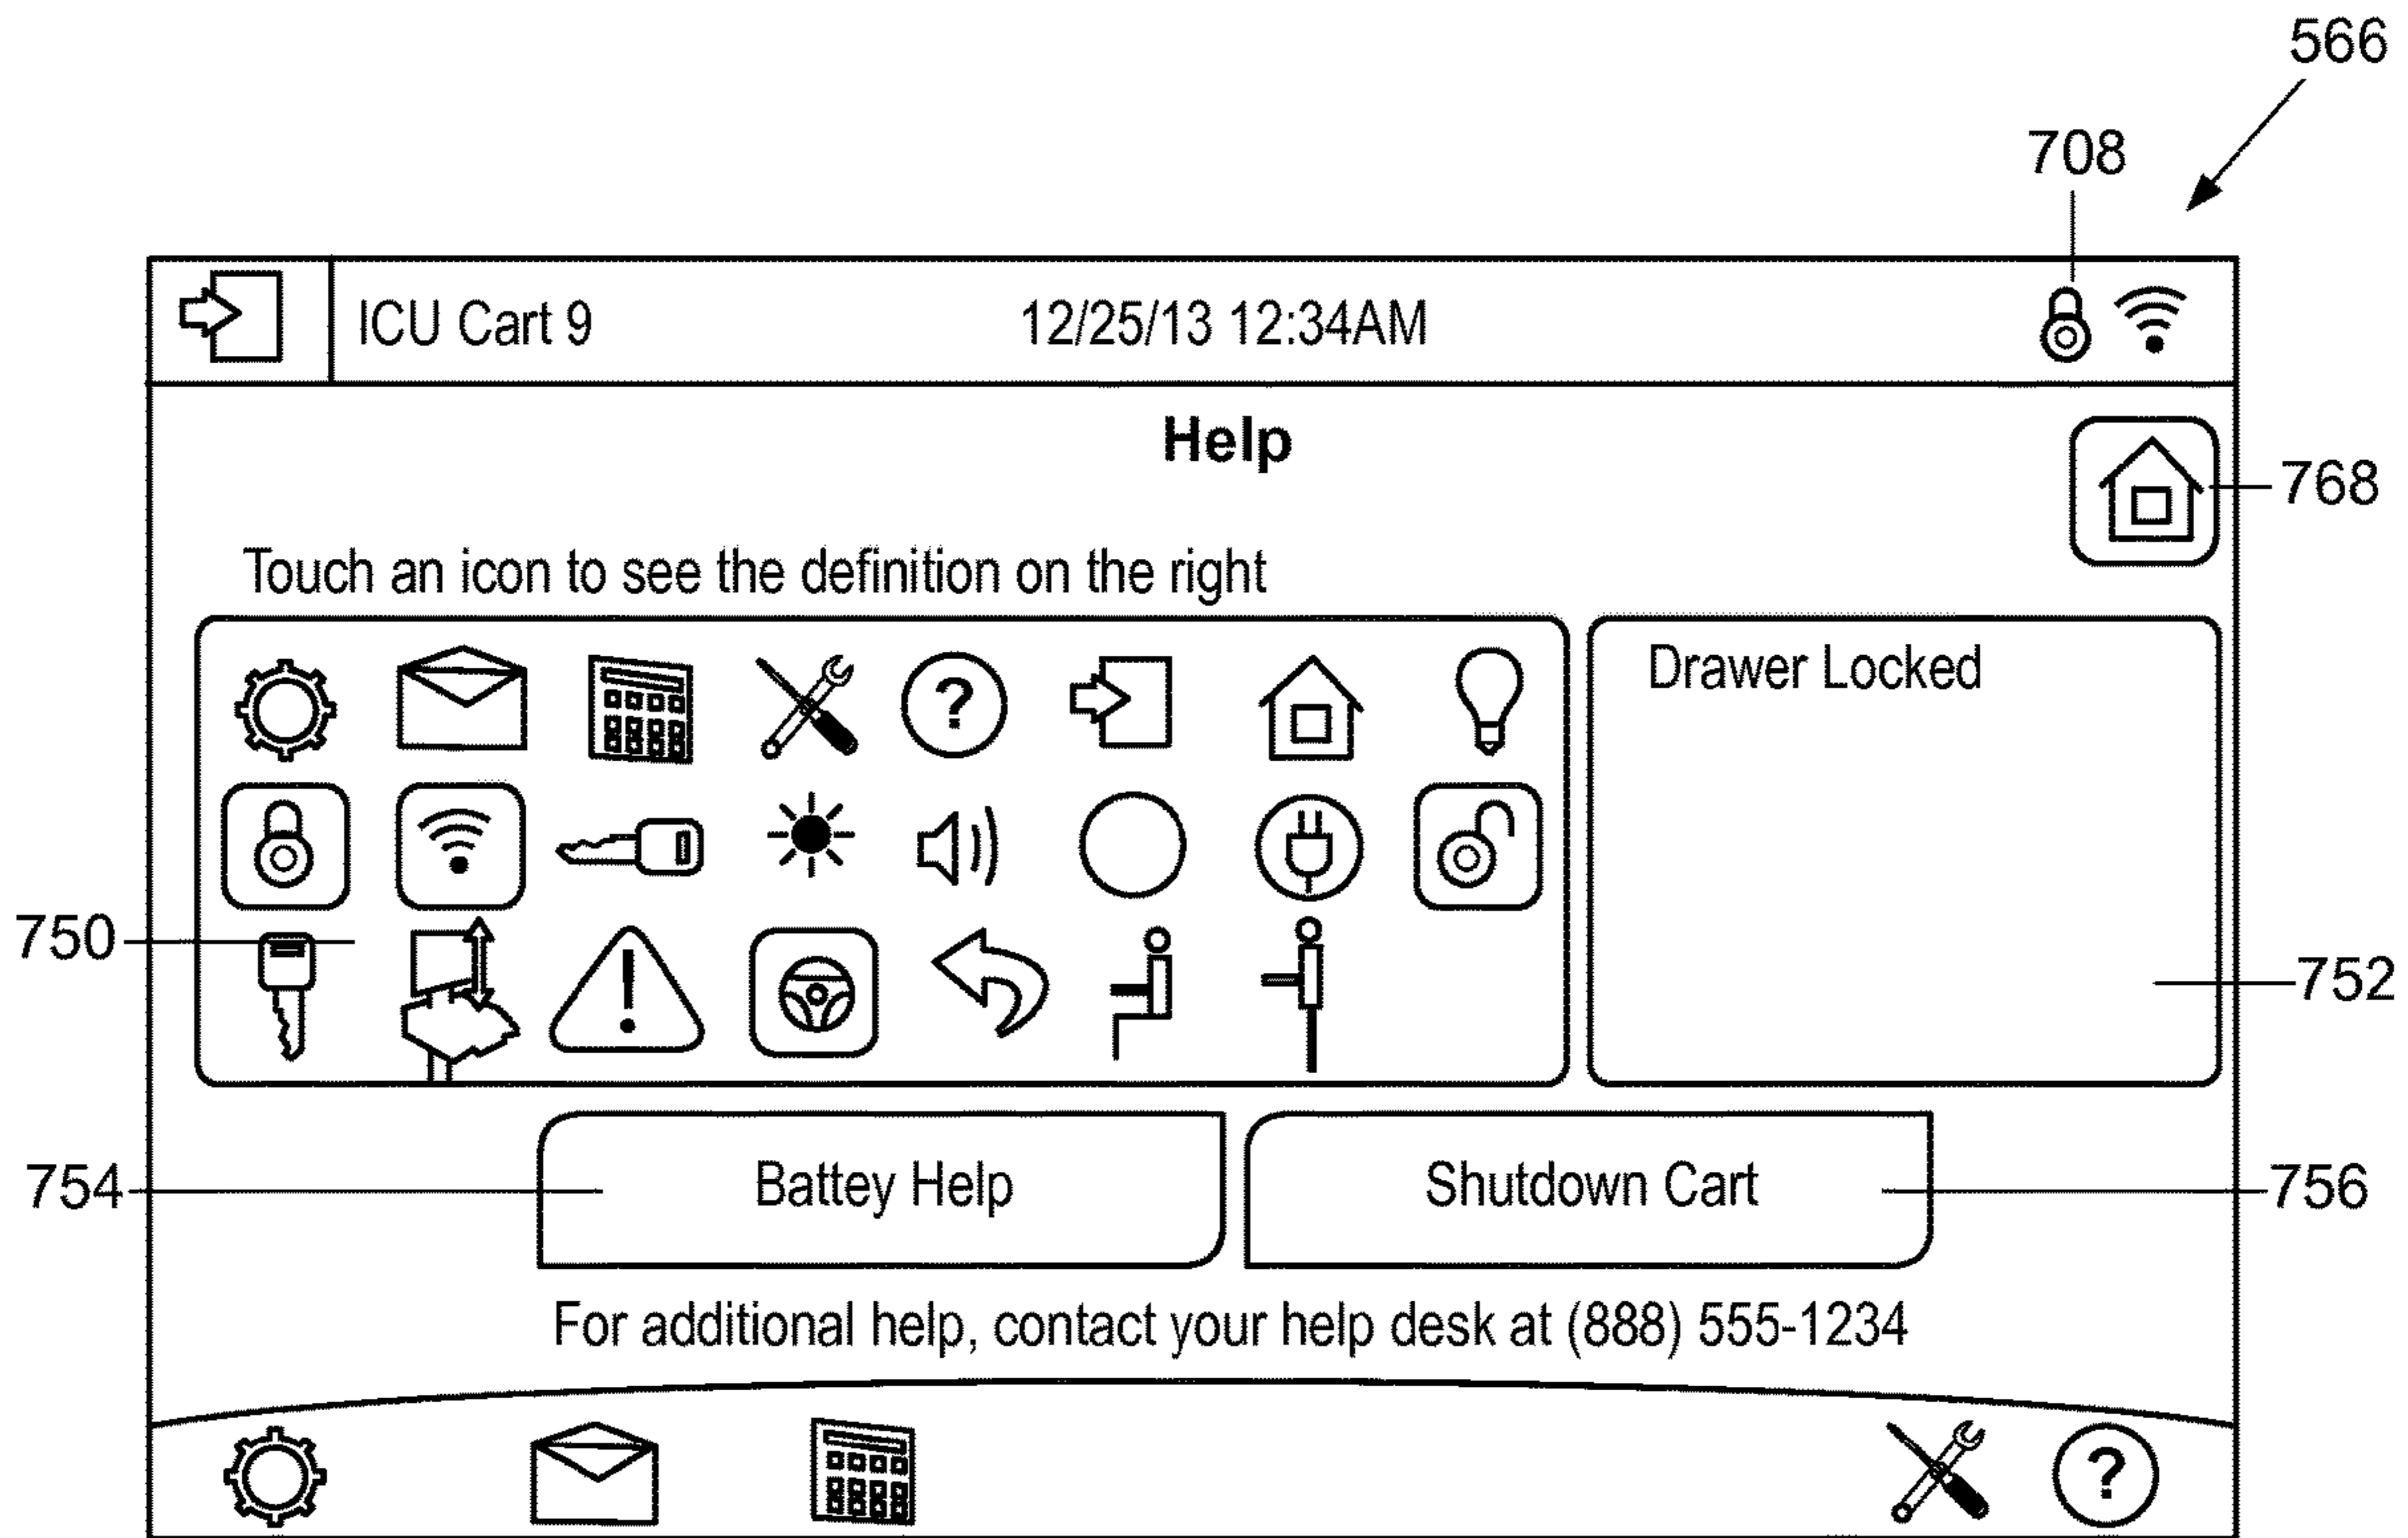 566
708
ICU Cart 9 12/25/13 12:34AM
Help
768
Touch an icon to see the definition on the right
? Drawer Locked
750
! 752
754 Battey Help Shutdown Cart 756
For additional help, contact your help desk at (888) 555-1234
?